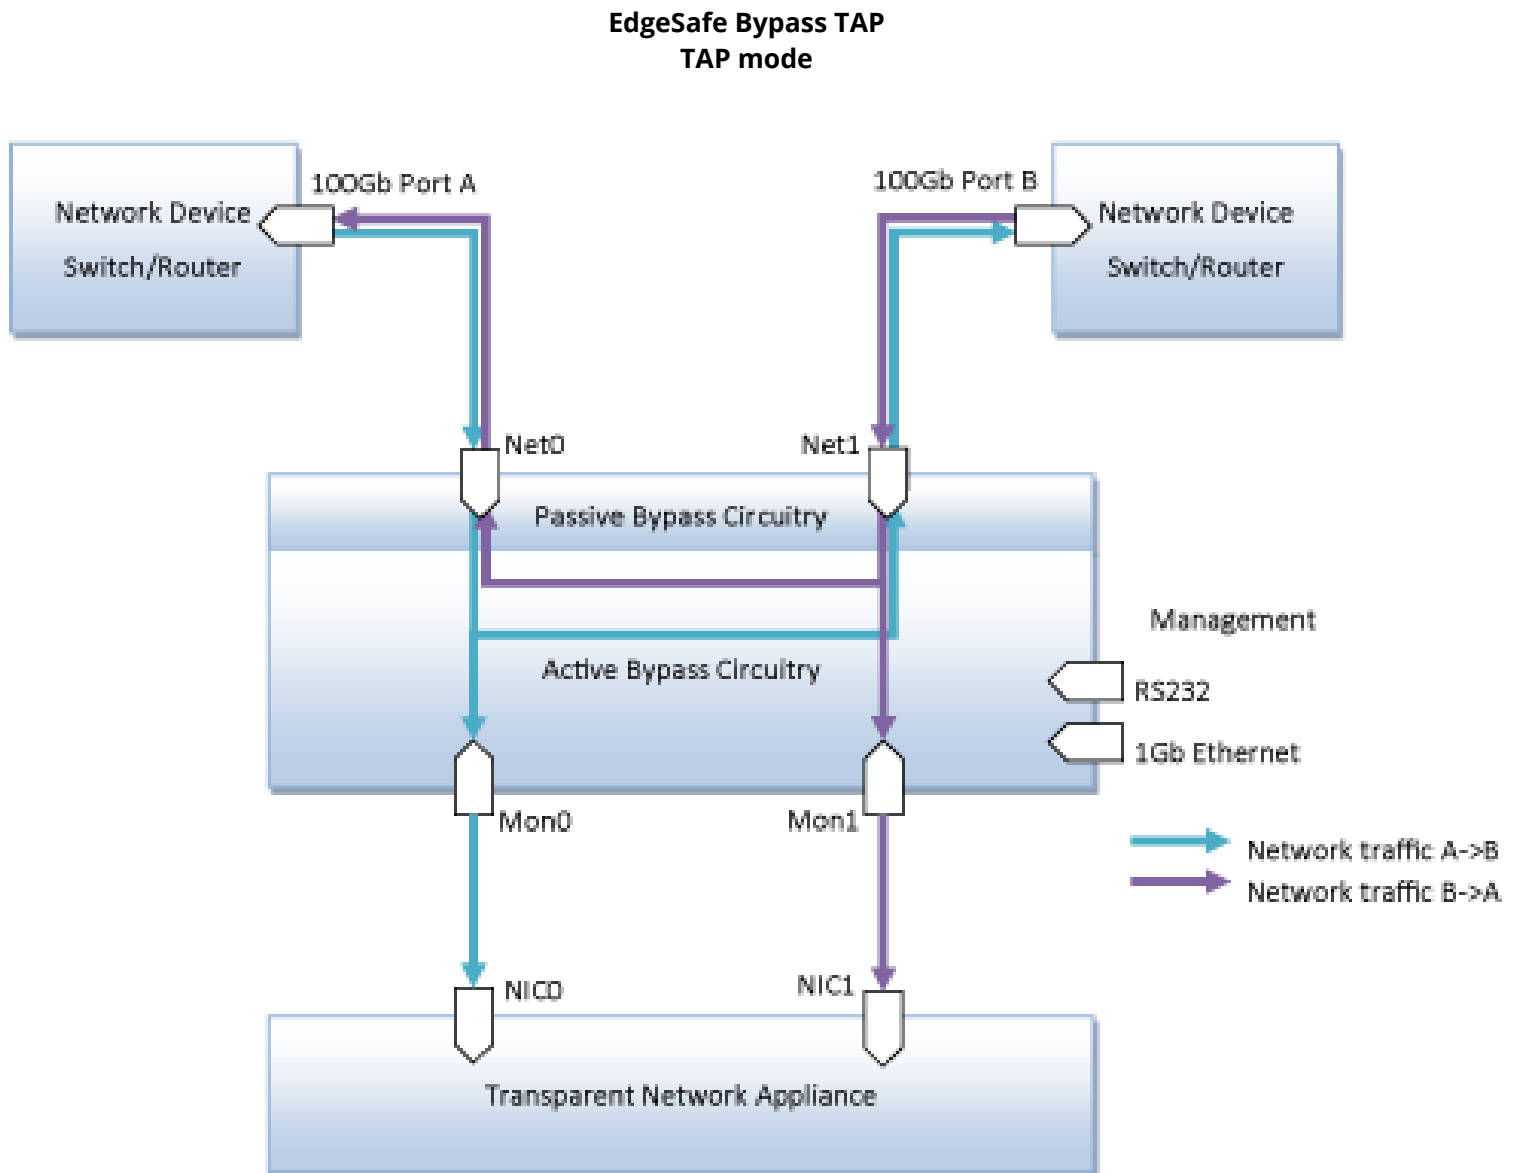 EdgeSafe Bypass TAP
TAP mode
100Gb Port A
100Gb Port B
Network Device
Switch/Router
Network Device
Switch/Router
Net0
Net1
Passive Bypass Circuitry
Management
Active Bypass Circuitry
RS232
1Gb Ethernet
Mon0
Mon1
Network traffic A->B
Network traffic B->A
NIC0
NIC1
Transparent Network Appliance